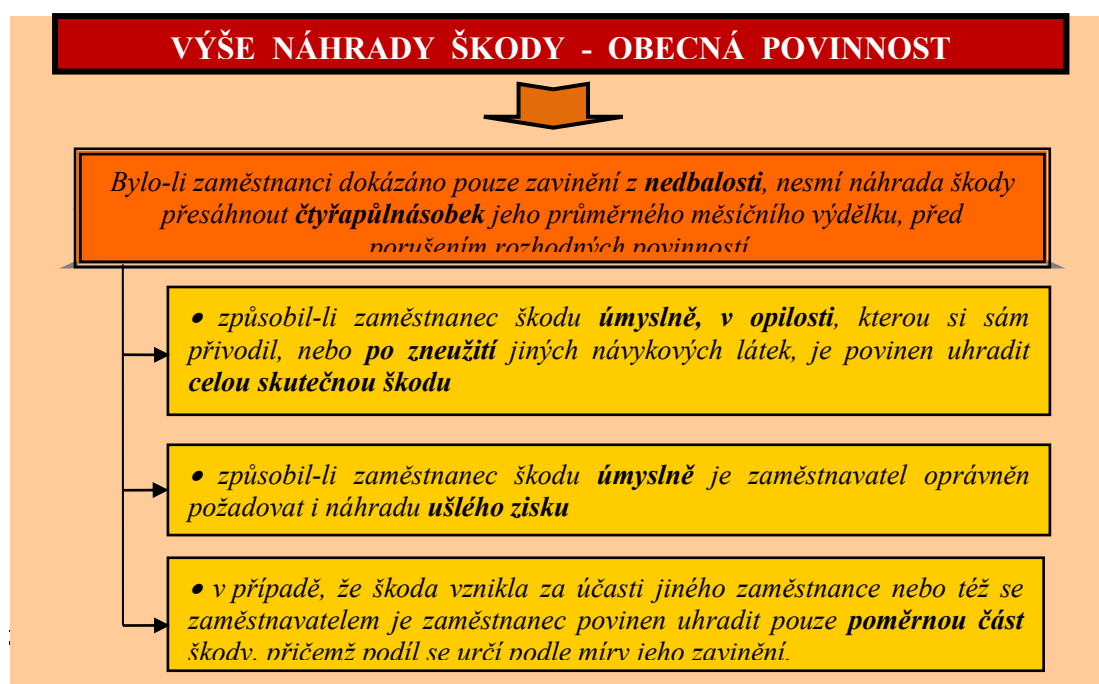 VÝŠE NÁHRADY ŠKODY - OBECNÁ POVINNOST
Bylo-li zaměstnanci dokázáno pouze zavinění z nedbalosti, nesmí náhrada škody
přesáhnout čtyřapůlnásobek jeho průměrného měsíčního výdělku, před
porušením rozhodných povinností
• způsobil-li zaměstnanec škodu úmyslně, v opilosti, kterou si sám
přivodil, nebo po zneužití jiných návykových látek, je povinen uhradit
celou skutečnou škodu
• způsobil-li zaměstnanec škodu úmyslně je zaměstnavatel oprávněn
požadovat i náhradu ušlého zisku
• v případě, že škoda vznikla za účasti jiného zaměstnance nebo též se
zaměstnavatelem je zaměstnanec povinen uhradit pouze poměrnou část
škody, přičemž podíl se určí podle míry jeho zavinění.